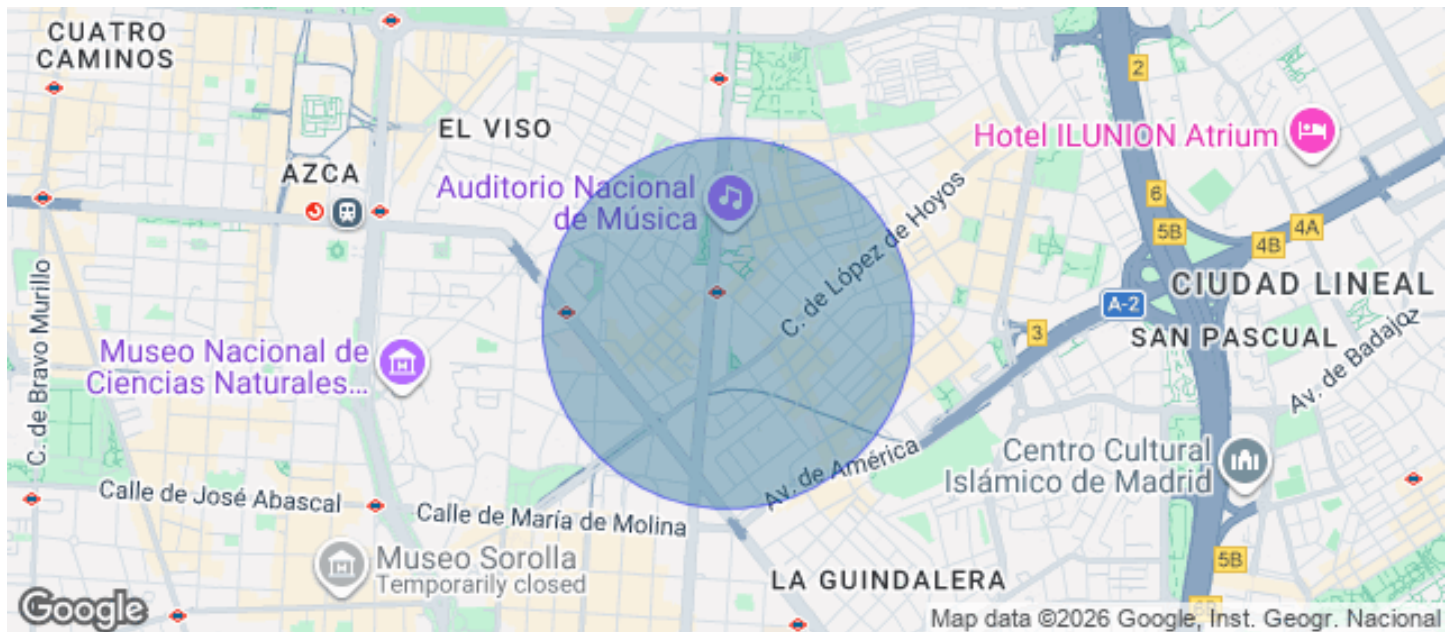 CUATRO
CAMINOS
EL VISO
AZCA
Auditorio Nacional
de Música
Hotel ILUNION Atrium
2
6
5B
4B
4A
C. de López de Hoyos
CIUDAD LINEAL
A-2
3
SAN PASCUAL
Av. de Badajoz
C. de Bravo Murillo
Museo Nacional de
Ciencias Naturales...
Centro Cultural
Islámico de Madrid
Av. de América
Calle de José Abascal
Calle de María de Molina
Museo Sorolla
Temporarily closed
5B
LA GUINDALERA
Google
Map data ©2026 Google, Inst. Geogr. Nacional